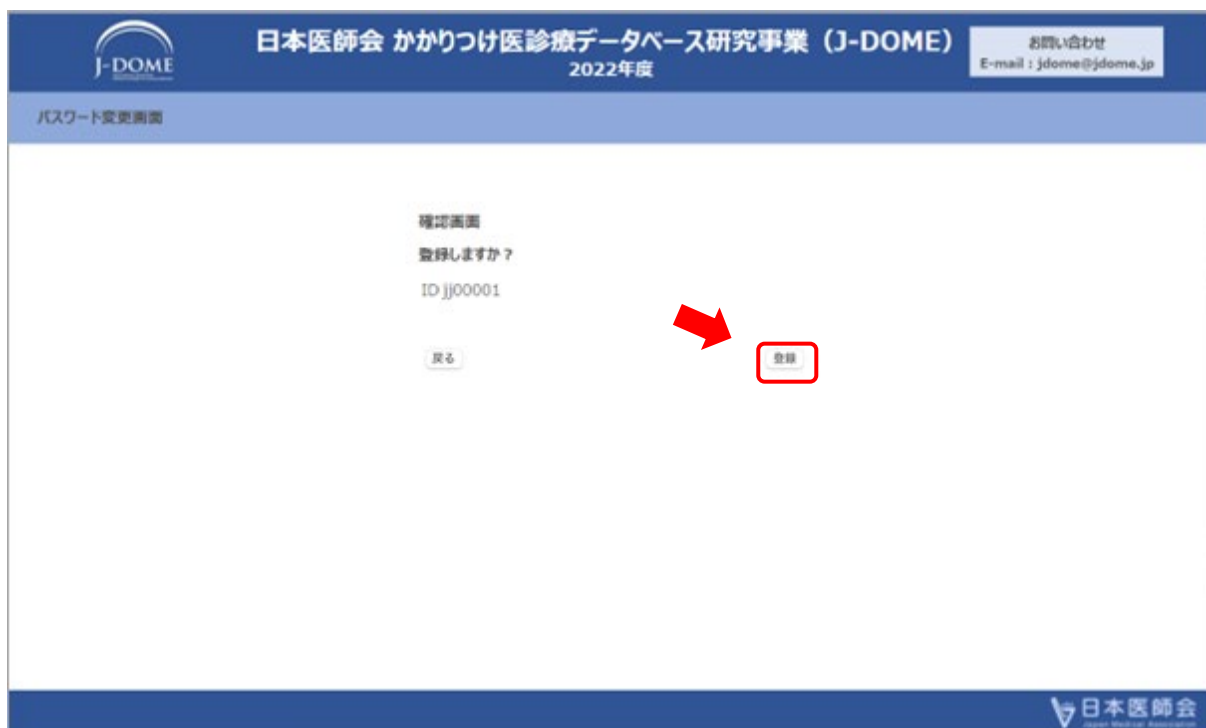 J-DOME
日本医師会 かかりつけ医診療データベース研究事業（J-DOME）
2022年度
お問い合わせ
E-mail : jdome@jdome.jp
パスワード変更画面
確認画面
登録しますか？
ID jj00001
戻る
登録
日本医師会
Japan Medical Association